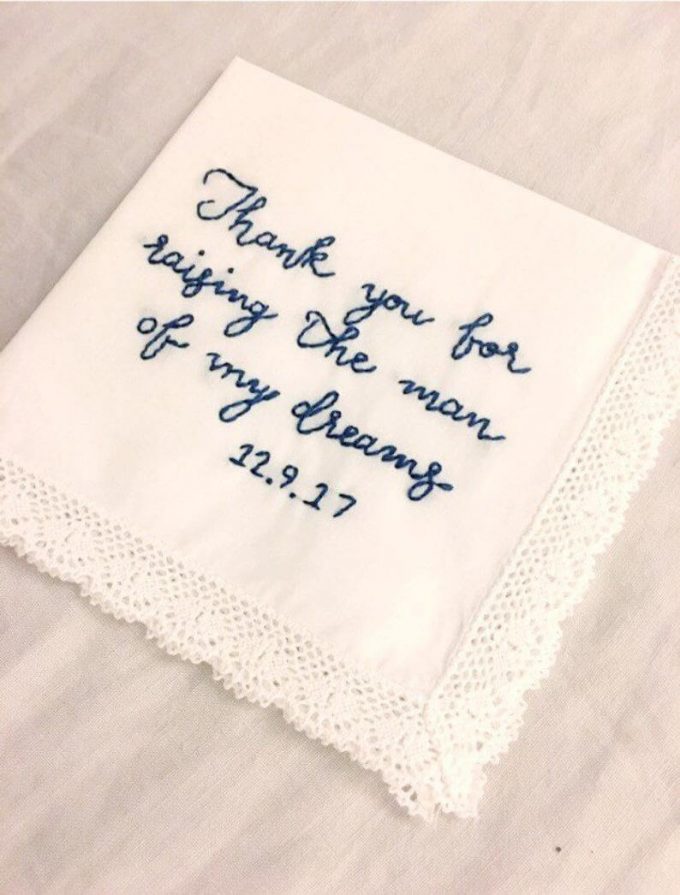 Thank you for
raising the man
of my dreams
12.9.17